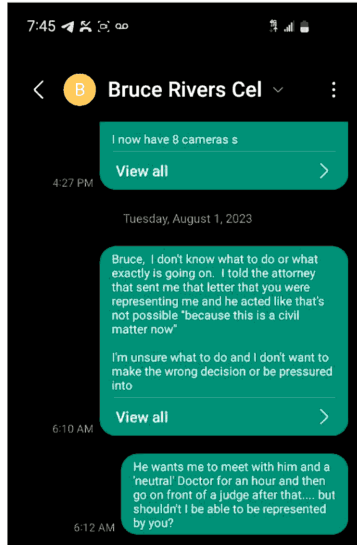 7:45
B Bruce Rivers Cel
I now have 8 cameras s
View all
4:27 PM
Tuesday, August 1, 2023
Bruce, I don't know what to do or what
exactly is going on. I told the attorney
that sent me that letter that you were
representing me and he acted like that's
not possible "because this is a civil
matter now"
I'm unsure what to do and I don't want to
make the wrong decision or be pressured
into
View all
6:10 AM
He wants me to meet with him and a
'neutral' Doctor for an hour and then
go on front of a judge after that.... but
shouldn't I be able to be represented
by you?
6:12 AM